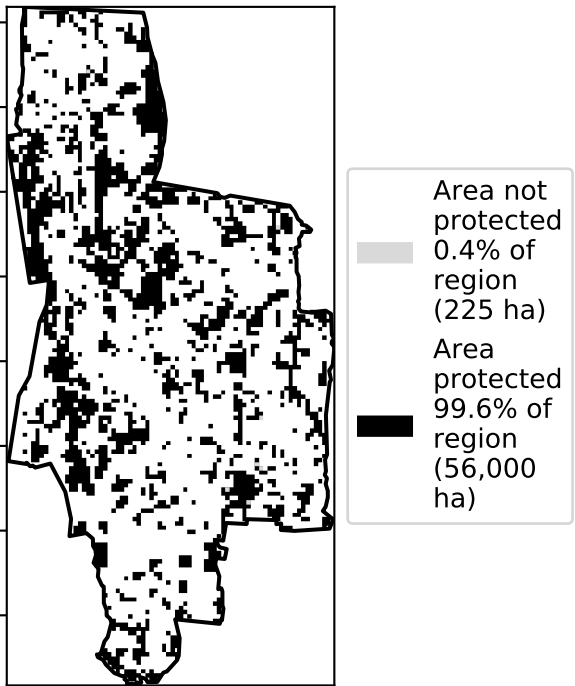 Area not
protected
0.4% of
region
(225 ha)
Area
protected
99.6% of
region
(56,000
ha)